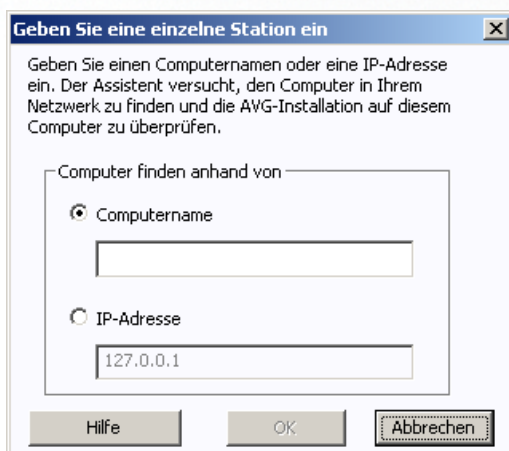 Geben Sie eine einzelne Station ein
Geben Sie einen Computernamen oder eine IP-Adresse
ein. Der Assistent versucht, den Computer in Ihrem
Netzwerk zu finden und die AVG-Installation auf diesem
Computer zu überprüfen.
Computer finden anhand von
Computername
IP-Adresse
127.0.0.1
Hilfe
OK
Abbrechen